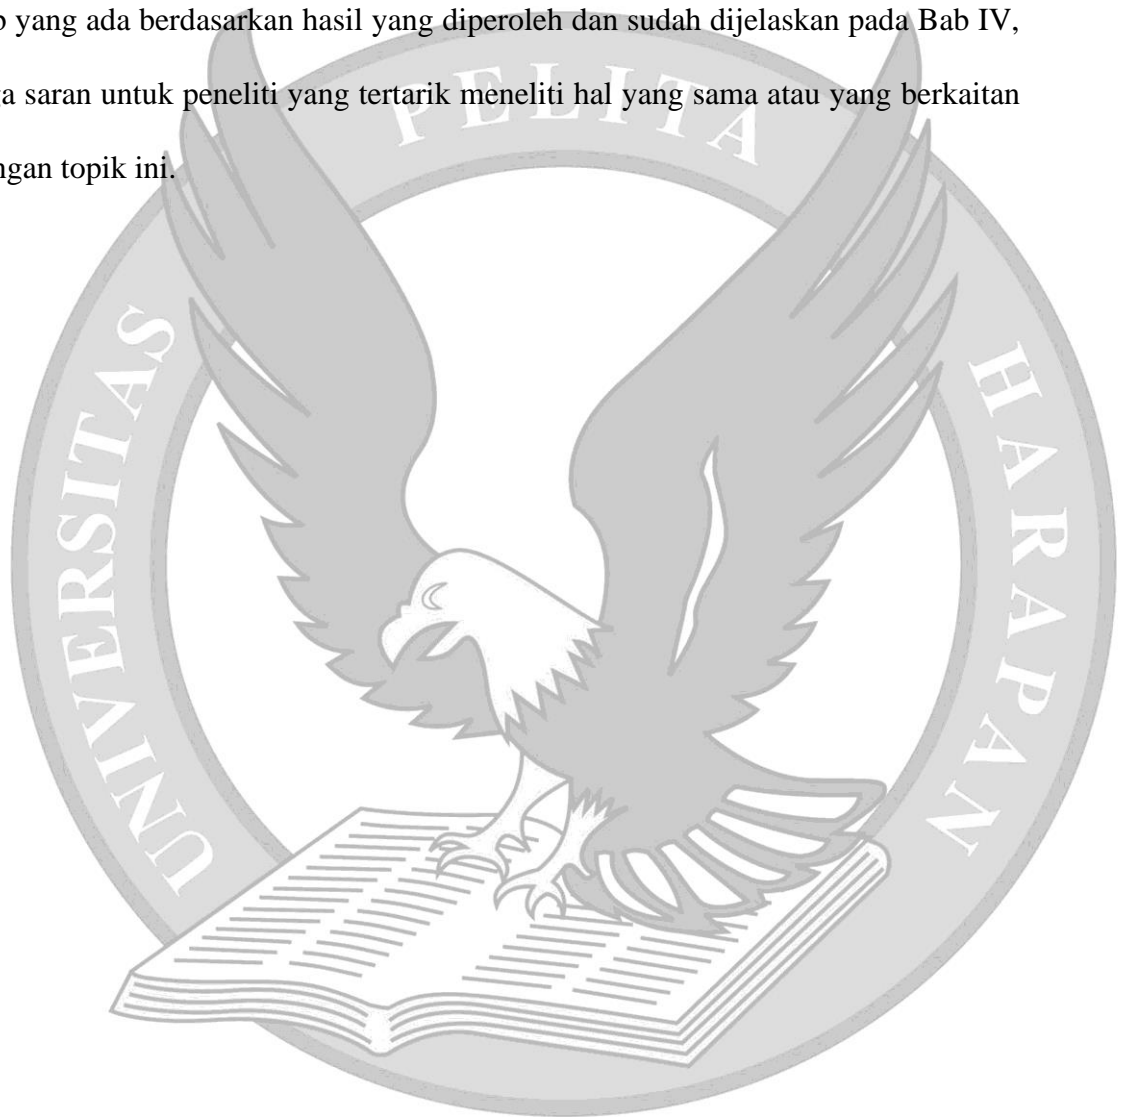 yang ada berdasarkan hasil yang diperoleh dan sudah dijelaskan pada Bab IV,
saran untuk peneliti yang tertarik meneliti hal yang sama atau yang berkaitan
topik ini.
UNIVERSITAS PELITA HARAPAN